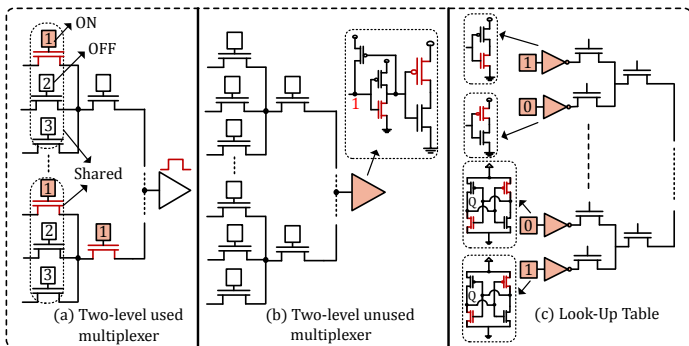 1
ON
OFF
2
3
Shared
1
1
2
3
(a) Two-level used
multiplexer
1
(b) Two-level unused
multiplexer
1
0
Q
0
1
Q
(c) Look-Up Table